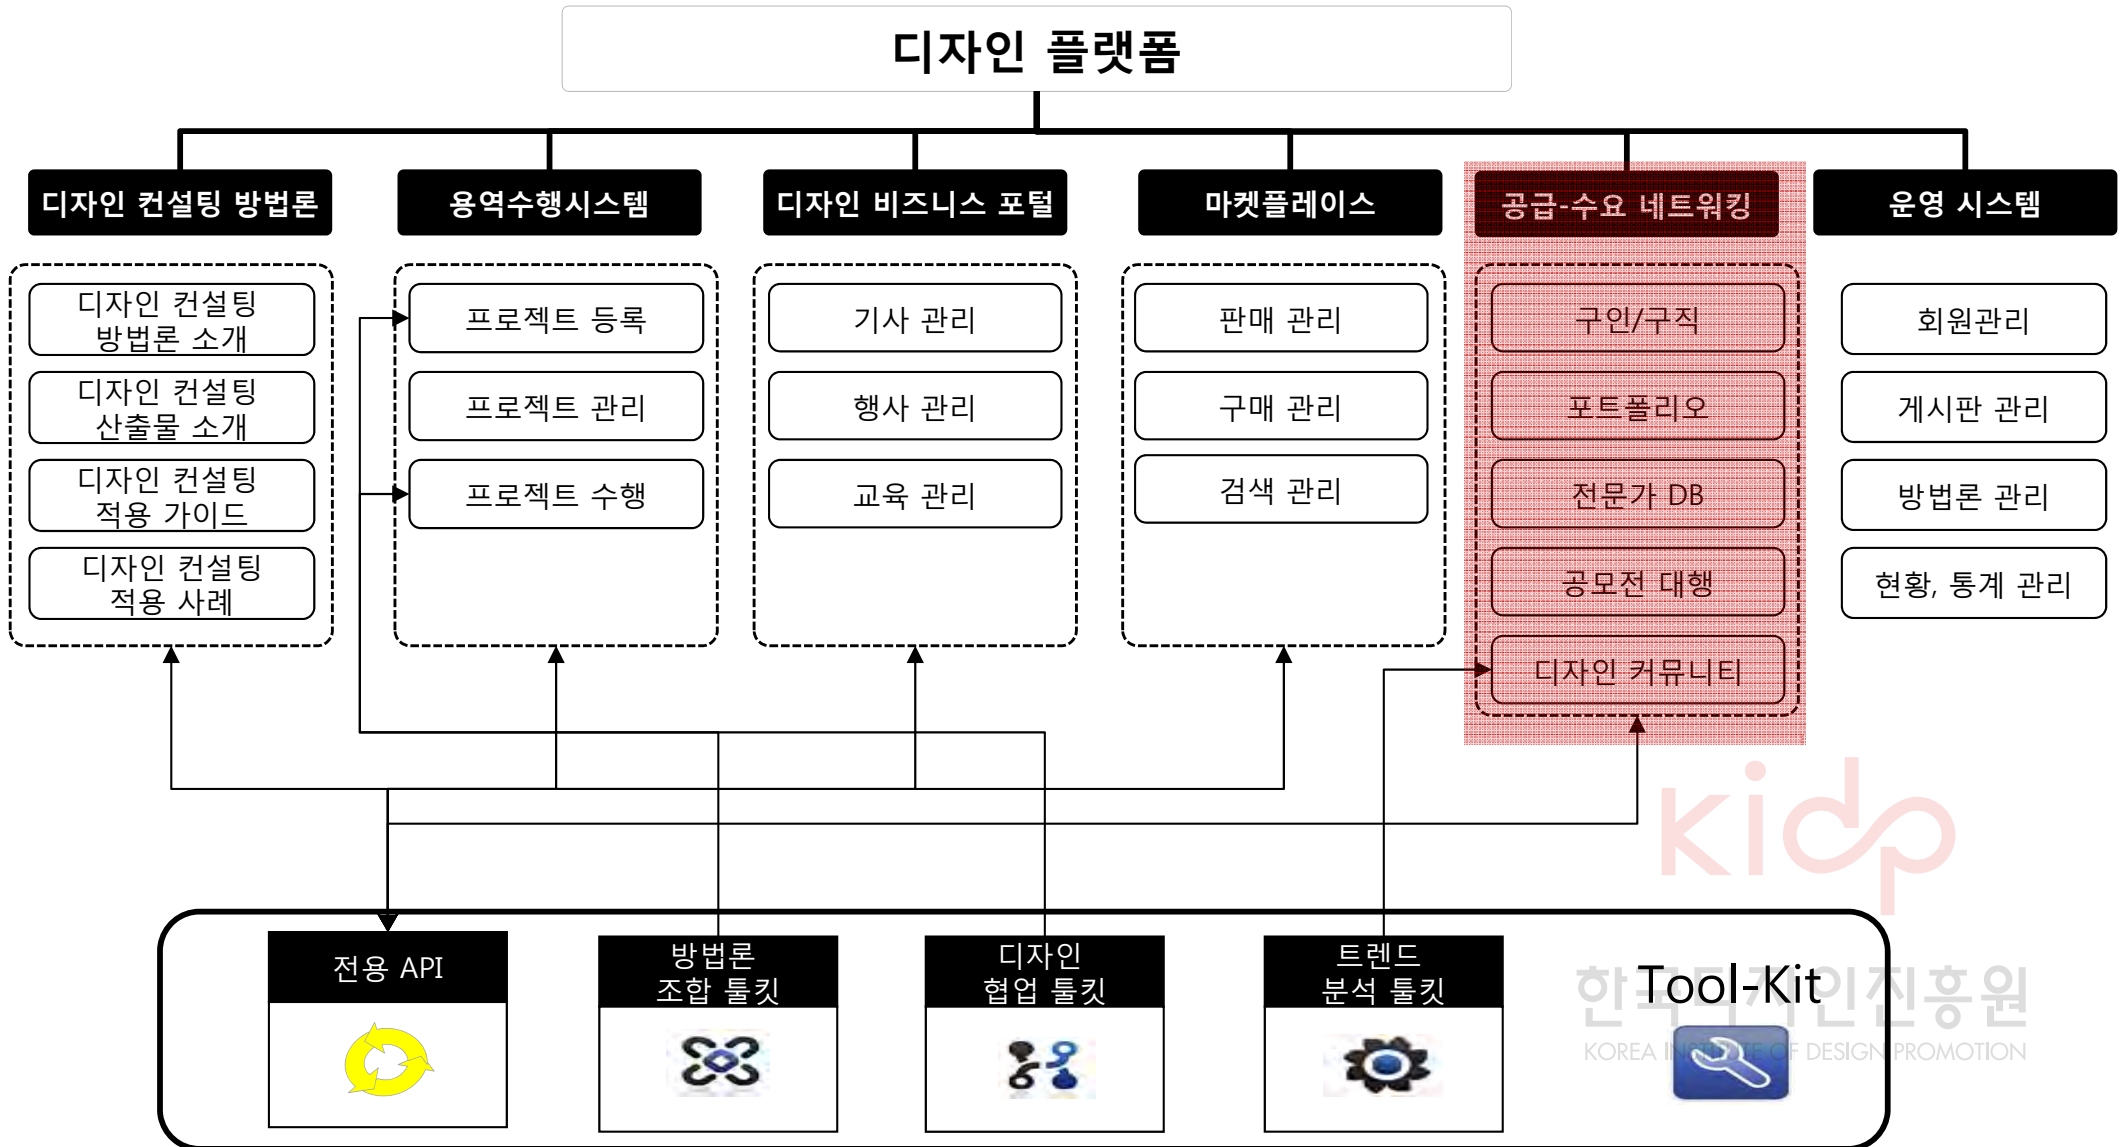 디자인 플랫폼
디자인 컨설팅 방법론
용역수행시스템
디자인 비즈니스 포털
마켓플레이스
공급-수요 네트워킹
운영 시스템
디자인 컨설팅
방법론 소개
디자인 컨설팅
산출물 소개
디자인 컨설팅
적용 가이드
디자인 컨설팅
적용 사례
프로젝트 등록
프로젝트 관리
프로젝트 수행
기사 관리
행사 관리
교육 관리
판매 관리
구매 관리
검색 관리
구인/구직
포트폴리오
전문가 DB
공모전 대행
디자인 커뮤니티
회원관리
게시판 관리
방법론 관리
현황, 통계 관리
전용 API
방법론
조합 툴킷
디자인
협업 툴킷
트렌드
분석 툴킷
Tool-Kit
kidp
한국디자인진흥원
KOREA INSTITUTE OF DESIGN PROMOTION